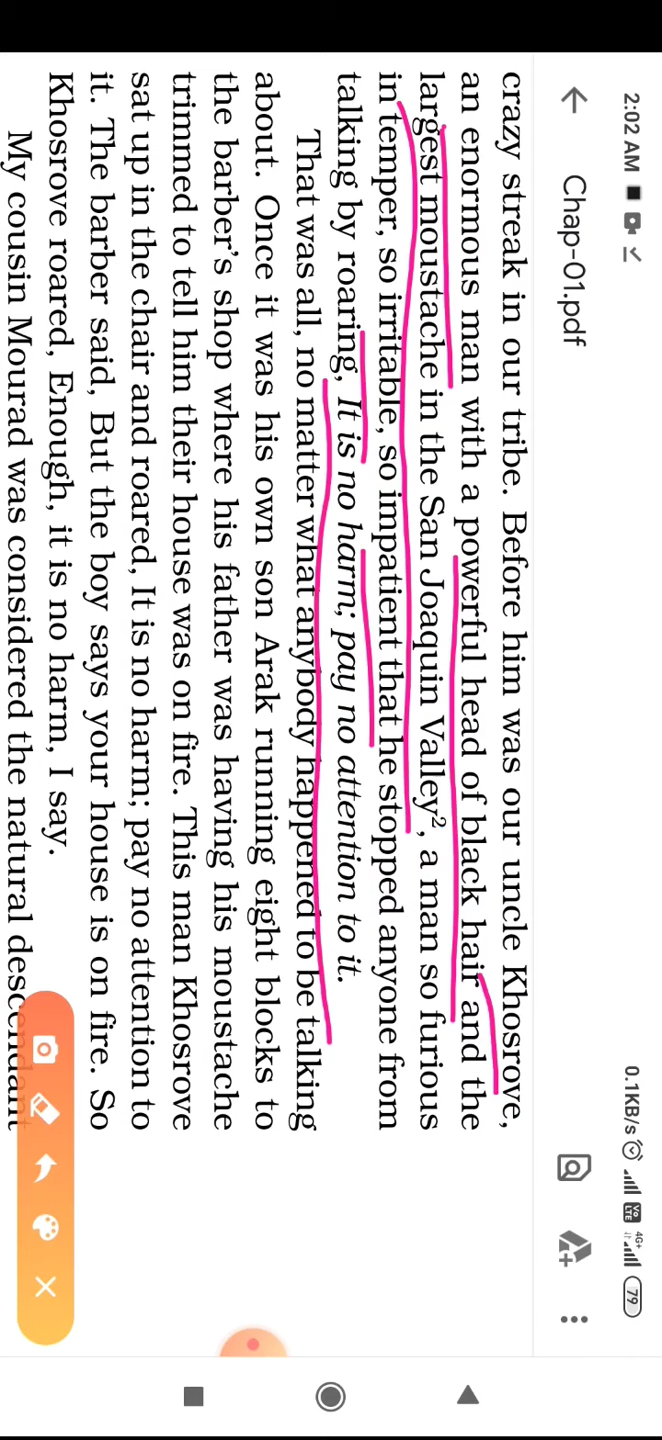 2:02 AM
0.1KB/s
Vo LTE
4G+
79
Chap-01.pdf
crazy streak in our tribe. Before him was our uncle Khosrove,
an enormous man with a powerful head of black hair and the
largest moustache in the San Joaquin Valley², a man so furious
in temper, so irritable, so impatient that he stopped anyone from
talking by roaring, It is no harm; pay no attention to it.
That was all, no matter what anybody happened to be talking
about. Once it was his own son Arak running eight blocks to
the barber’s shop where his father was having his moustache
trimmed to tell him their house was on fire. This man Khosrove
sat up in the chair and roared, It is no harm; pay no attention to
it. The barber said, But the boy says your house is on fire. So
Khosrove roared, Enough, it is no harm, I say.
My cousin Mourad was considered the natural descendant